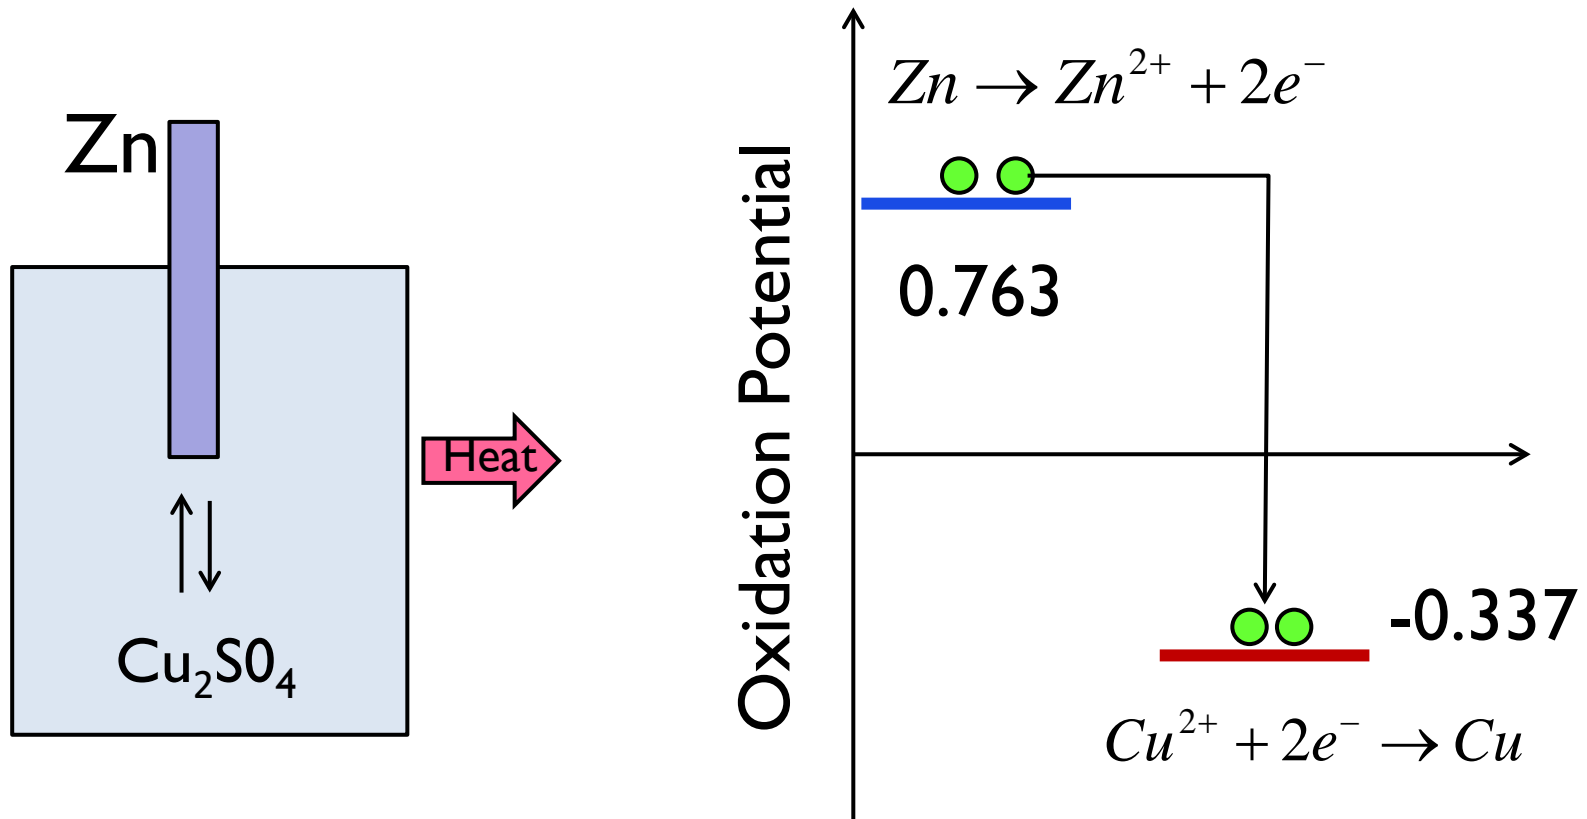 Zn
Heat
Cu₂S0₄
Oxidation Potential
Zn → Zn²⁺ + 2e⁻
0.763
-0.337
Cu²⁺ + 2e⁻ → Cu